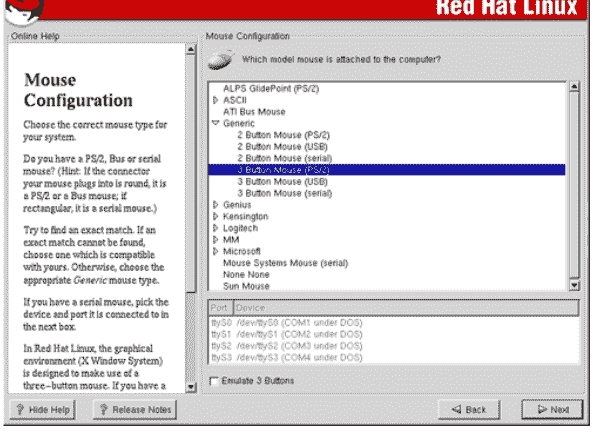 Red Hat Linux
Online Help
Mouse
Configuration
Choose the correct mouse type for
your system.
Do you have a PS/2, Bus or serial
mouse? (Hint: If the connector
your mouse plugs into is round, it is
a PS/2 or a Bus mouse; if
rectangular, it is a serial mouse.)
Try to find an exact match. If an
exact match cannot be found,
choose one which is compatible
with yours. Otherwise, choose the
appropriate Generic mouse type.
If you have a serial mouse, pick the
device and port it is connected to in
the next box.
In Red Hat Linux, the graphical
environment (X Window System)
is designed to make use of a
three-button mouse. If you have a
Mouse Configuration
Which model mouse is attached to the computer?
ALPS GlidePoint (PS/2)
ASCII
ATI Bus Mouse
Generic
2 Button Mouse (PS/2)
2 Button Mouse (USB)
2 Button Mouse (serial)
3 Button Mouse (PS/2)
3 Button Mouse (USB)
3 Button Mouse (serial)
Genius
Kensington
Logitech
MM
Microsoft
Mouse Systems Mouse (serial)
None None
Sun Mouse
Port Device
ttyS0 /dev/ttyS0 (COM1 under DOS)
ttyS1 /dev/ttyS1 (COM2 under DOS)
ttyS2 /dev/ttyS2 (COM3 under DOS)
ttyS3 /dev/ttyS3 (COM4 under DOS)
Emulate 3 Buttons
? Hide Help
? Release Notes
Back
Next